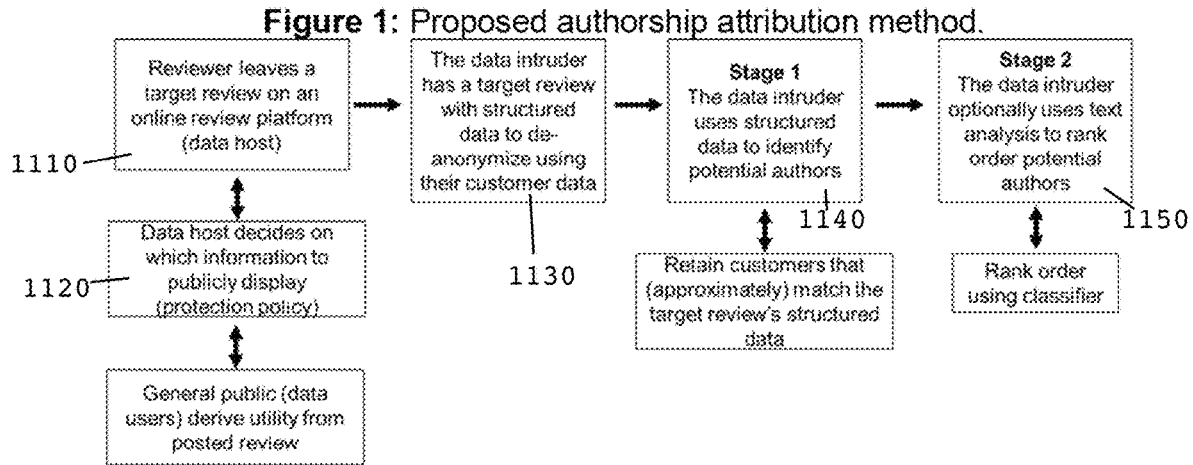 Figure 1: Proposed authorship attribution method.
Reviewer leaves a
target review on an
online review platform
(data host)
1110
The data intruder
has a target review
with structured
data to de-
anonymize using
their customer data
1130
Stage 1
The data intruder
uses structured
data to identify
potential authors
1140
Stage 2
The data intruder
optionally uses text
analysis to rank
order potential
authors
1150
Data host decides on
which information to
publicly display
(protection policy)
1120
Retain customers that
(approximately) match the
target review's structured
data
Rank order
using classifier
General public (data
users) derive utility from
posted review